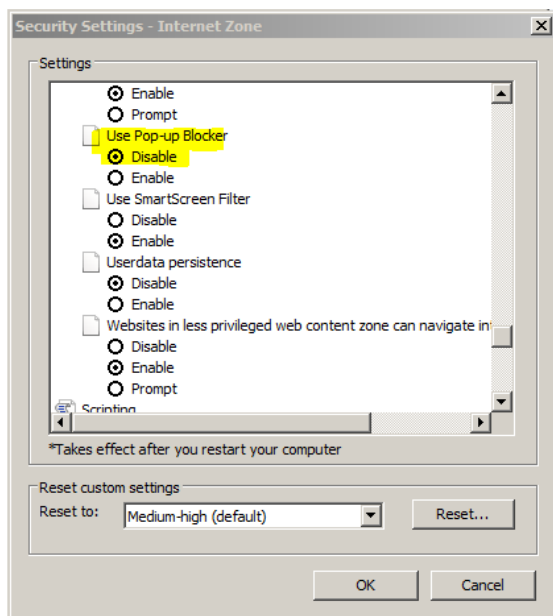 Security Settings - Internet Zone
Settings
Enable
Prompt
Use Pop-up Blocker
Disable
Enable
Use SmartScreen Filter
Disable
Enable
Userdata persistence
Disable
Enable
Websites in less privileged web content zone can navigate
Disable
Enable
Prompt
Scripting
*Takes effect after you restart your computer
Reset custom settings
Reset to: Medium-high (default) Reset...
OK Cancel